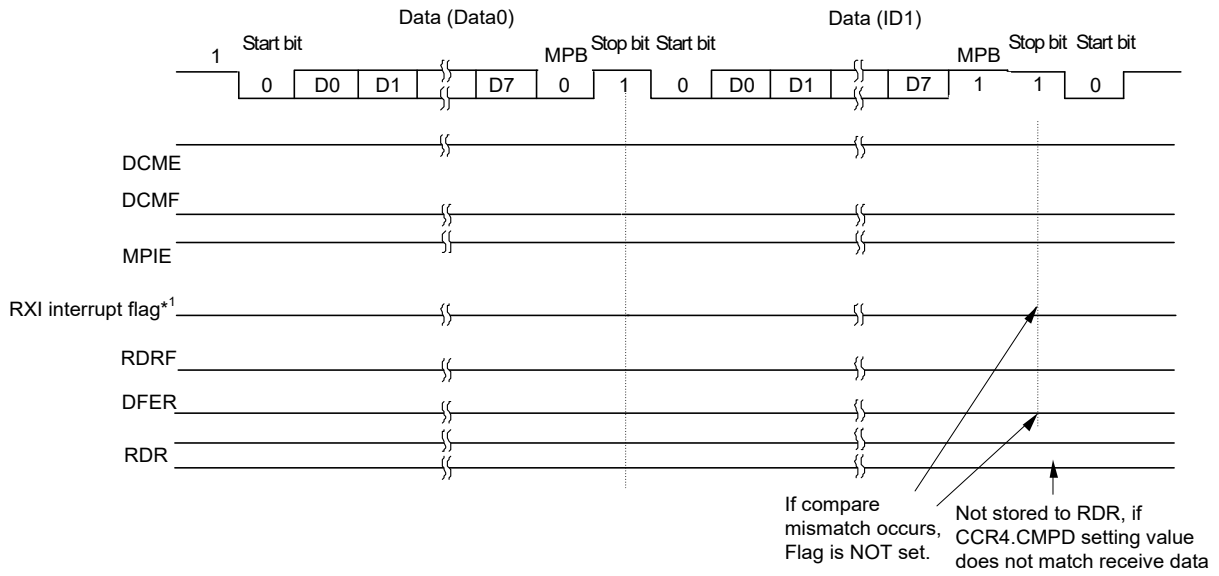 Data (Data0) Data (ID1)
1 Start bit MPB Stop bit Start bit MPB Stop bit Start bit
0 D0 D1 D7 0 1 0 D0 D1 D7 1 1 0
DCME
DCMF
MPIE
RXI interrupt flag*1
RDRF
DFER
RDR
If compare
mismatch occurs,
Flag is NOT set.
Not stored to RDR, if
CCR4.CMPD setting value
does not match receive data